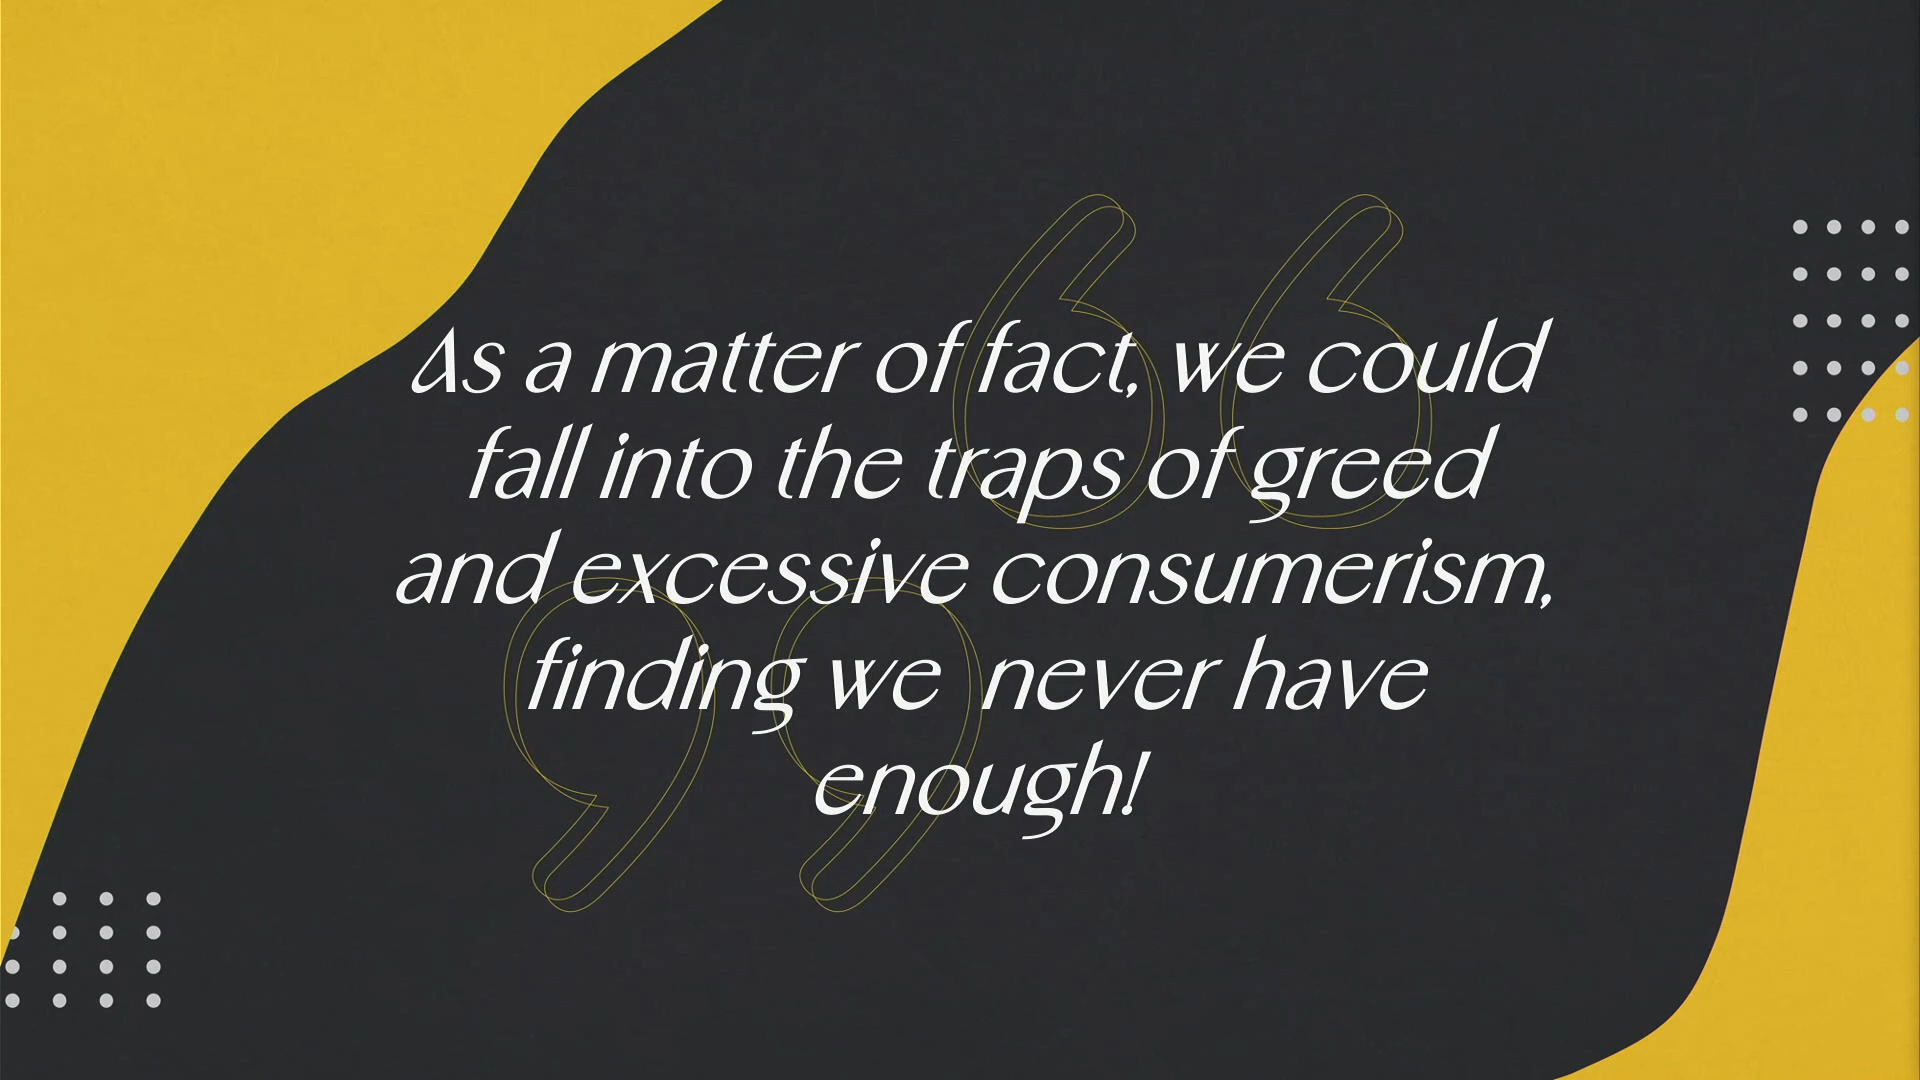 As a matter of fact, we could
fall into the traps of greed
and excessive consumerism,
finding we  never have
enough!